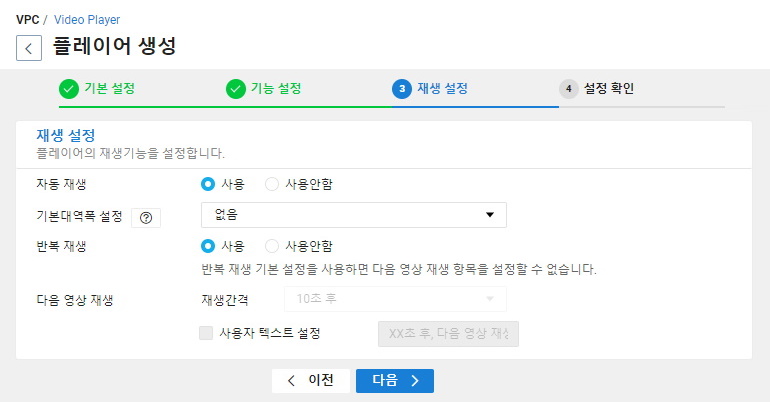 VPC / Video Player
플레이어 생성
기본 설정 기능 설정 3 재생 설정 4 설정 확인
재생 설정
플레이어의 재생기능을 설정합니다.
자동 재생 사용 사용안함
기본대역폭 설정 ? 없음
반복 재생 사용 사용안함
반복 재생 기본 설정을 사용하면 다음 영상 재생 항목을 설정할 수 없습니다.
다음 영상 재생 재생간격 10초 후
사용자 텍스트 설정 XX초 후, 다음 영상 재생
이전 다음